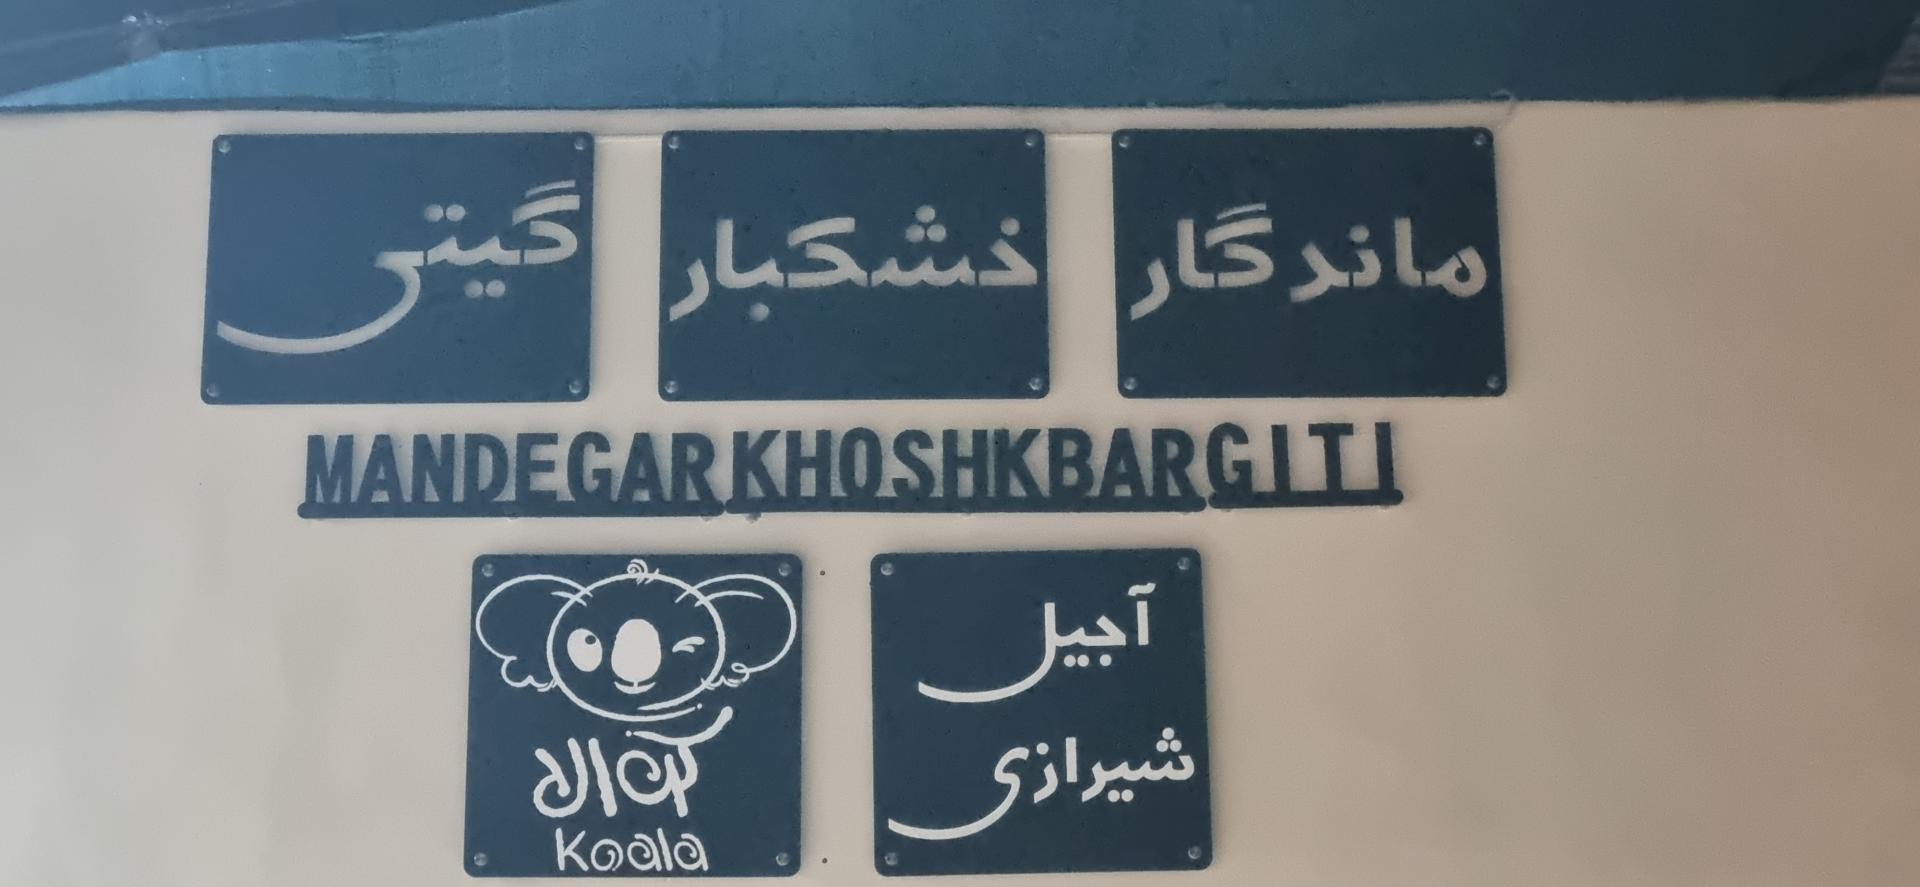 ماندگار خشکبار گیتی
MANDEGAR KHOSHKBAR GITI
کوالا
Koala
آجیل
شیرازی